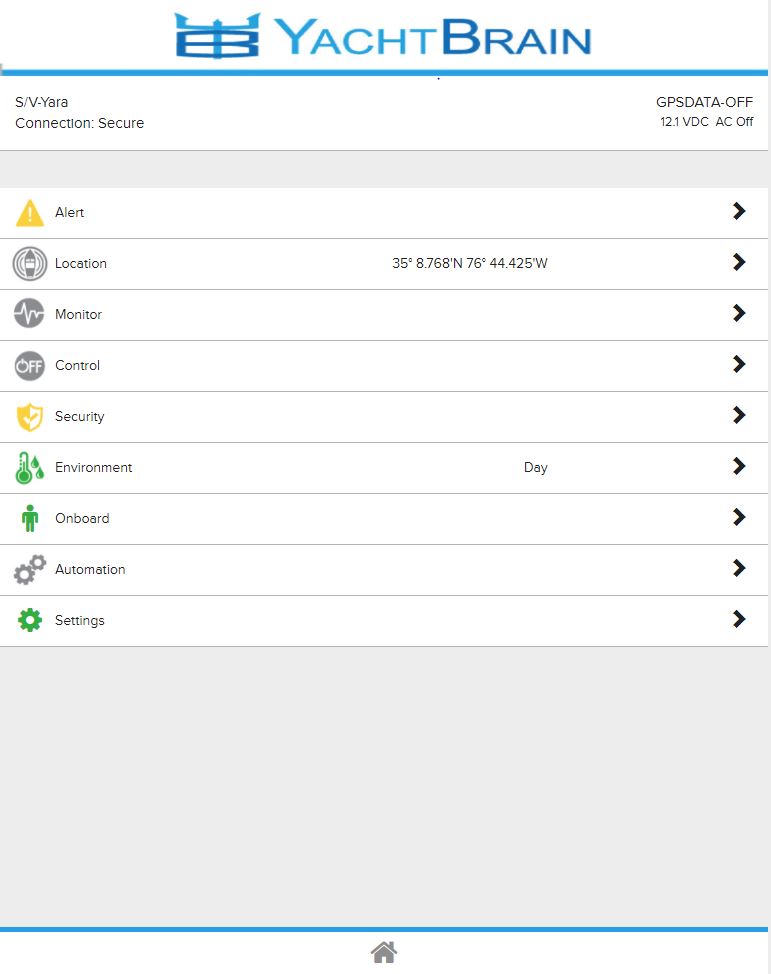 YACHTBRAIN
S/V-Yara
GPSDATA-OFF
Connection: Secure
12.1 VDC AC Off
Alert
Location 35° 8.768'N 76° 44.425'W
Monitor
OFF Control
Security
Environment Day
Onboard
Automation
Settings